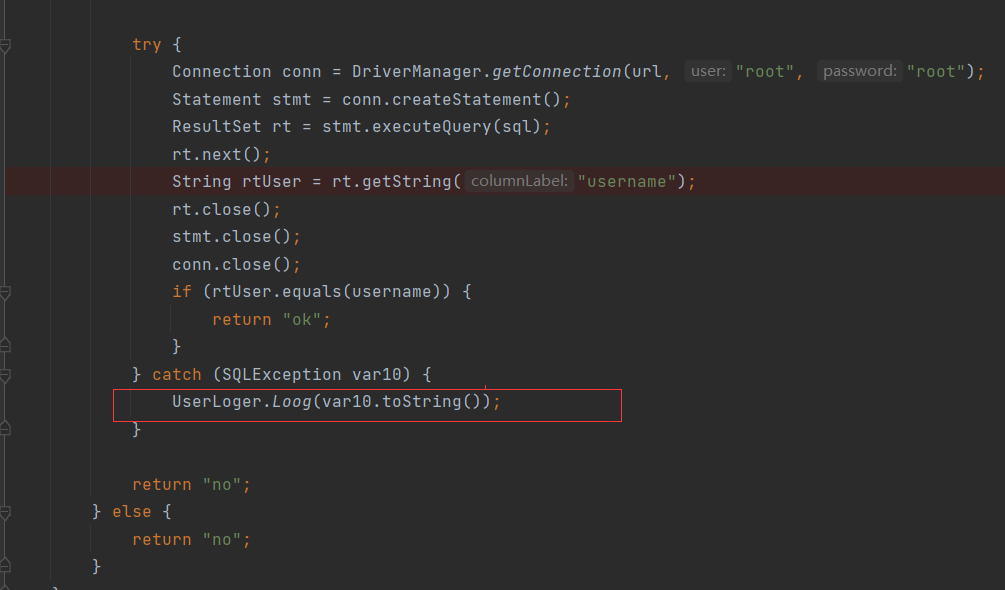 try {
Connection conn = DriverManager.getConnection(url, user: "root", password: "root");
Statement stmt = conn.createStatement();
ResultSet rt = stmt.executeQuery(sql);
rt.next();
String rtUser = rt.getString( columnLabel: "username");
rt.close();
stmt.close();
conn.close();
if (rtUser.equals(username)) {
return "ok";
}
} catch (SQLException var10) {
UserLoger.Loog(var10.toString());
}
return "no";
} else {
return "no";
}